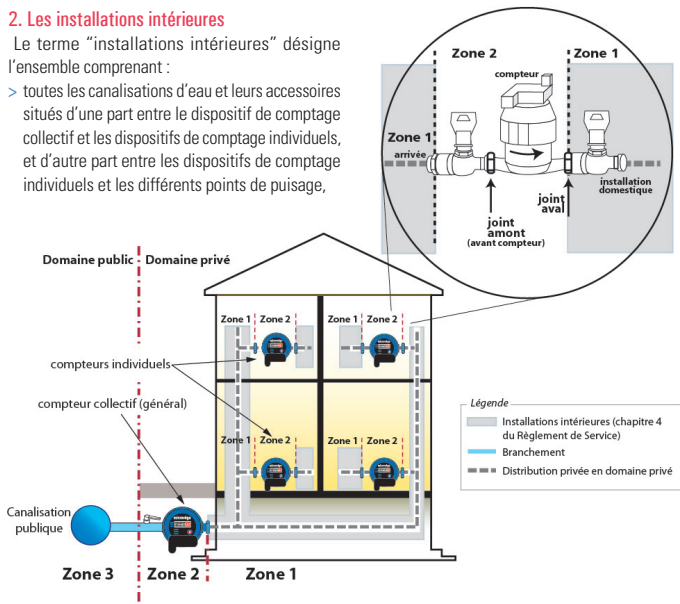 2. Les installations intérieures
Le terme “installations intérieures” désigne
l’ensemble comprenant :
> toutes les canalisations d’eau et leurs accessoires
situés d’une part entre le dispositif de comptage
collectif et les dispositifs de comptage individuels,
et d’autre part entre les dispositifs de comptage
individuels et les différents points de puisage,
Zone 2
Zone 1
compteur
Zone 1
arrivée
installation
domestique
joint
amont
(avant compteur)
joint
aval
Domaine public
Domaine privé
Zone 1 Zone 2
Zone 1 Zone 2
compteurs individuels
compteur collectif (général)
Zone 1 Zone 2
Zone 1 Zone 2
Canalisation
publique
Zone 3
Zone 2
Zone 1
Légende
Installations intérieures (chapitre 4
du Règlement de Service)
Branchement
Distribution privée en domaine privé